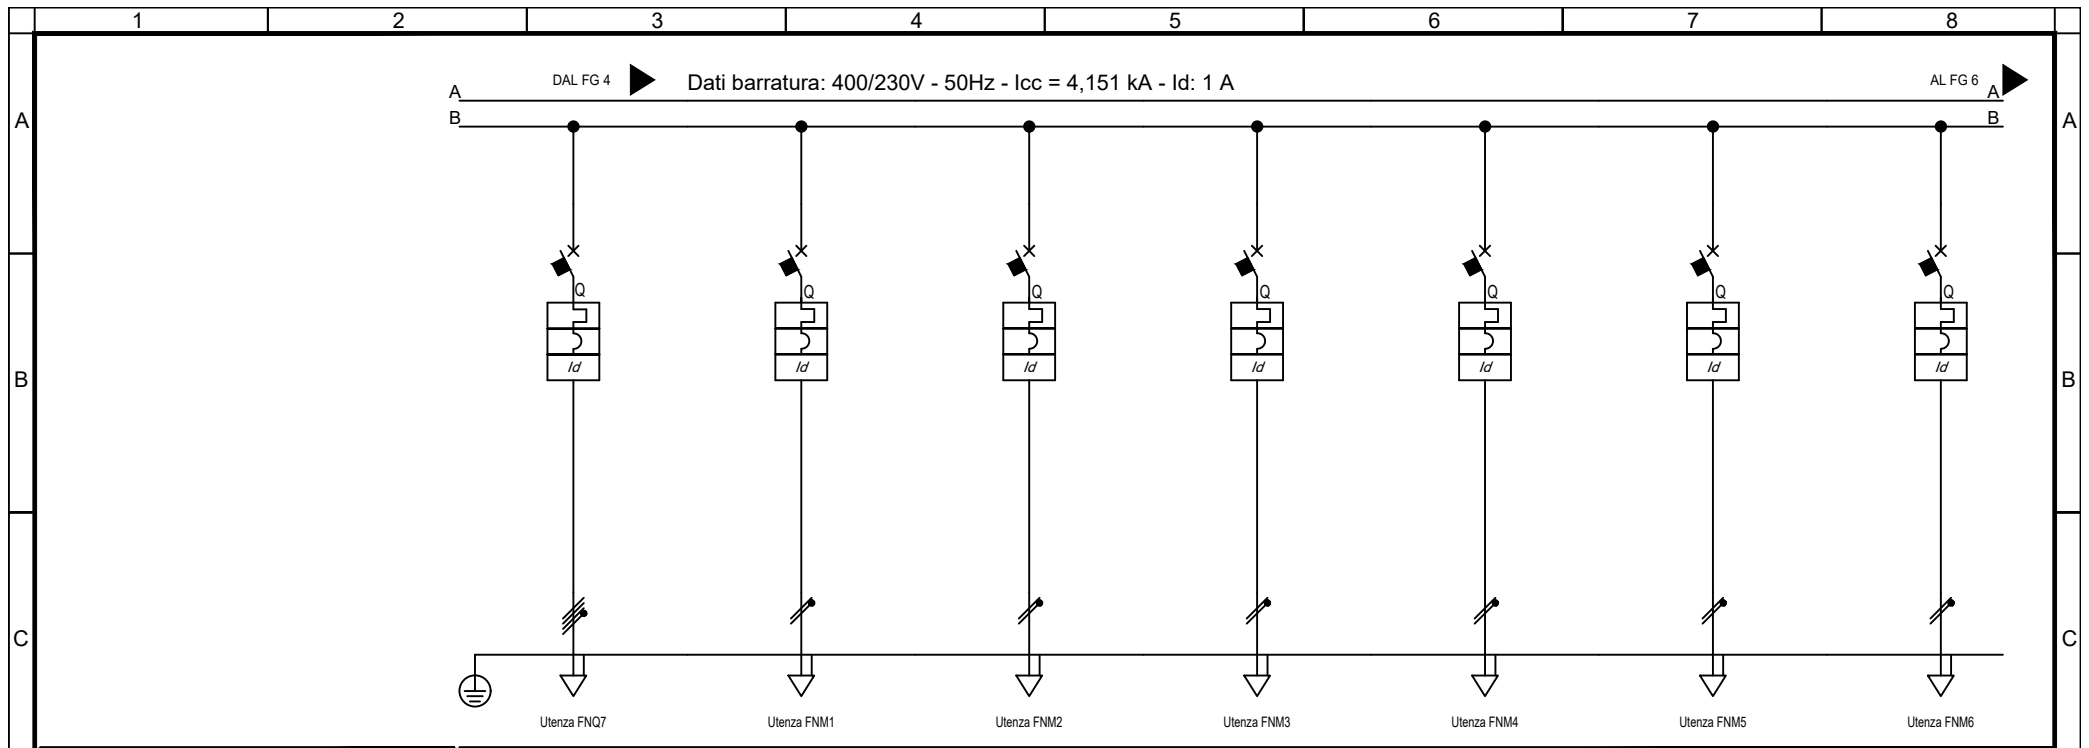 1 2 3 4 5 6 7 8
DAL FG 4 Dati barratura: 400/230V - 50Hz - Icc = 4,151 kA - Id: 1 A AL FG 6
A A
B B
A A
Q Q Q Q Q Q Q
Id Id Id Id Id Id Id
B B
C C
Utenza FNQ7 Utenza FNM1 Utenza FNM2 Utenza FNM3 Utenza FNM4 Utenza FNM5 Utenza FNM6